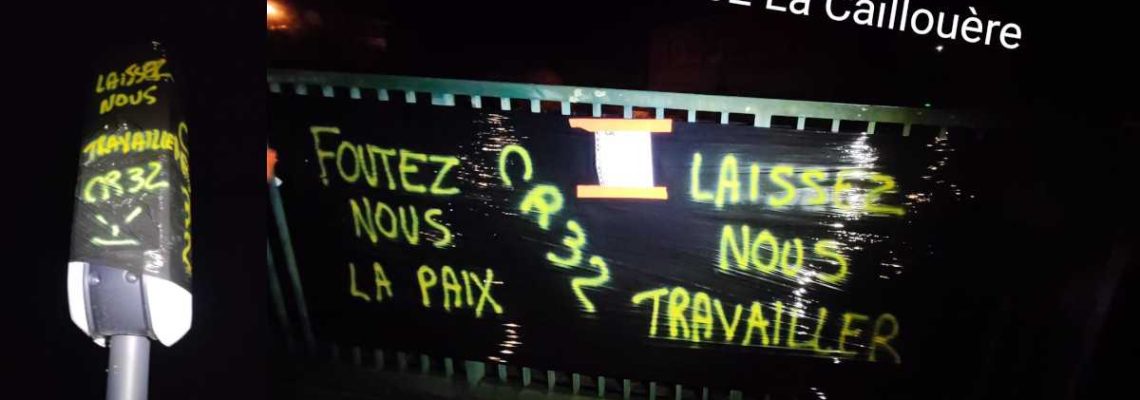 LAISSEZ
NOUS
TRAVAILLER
CR32
La Caillouère
FOUTEZ
NOUS
LA PAIX
CR32
LAISSEZ
NOUS
TRAVAILLER